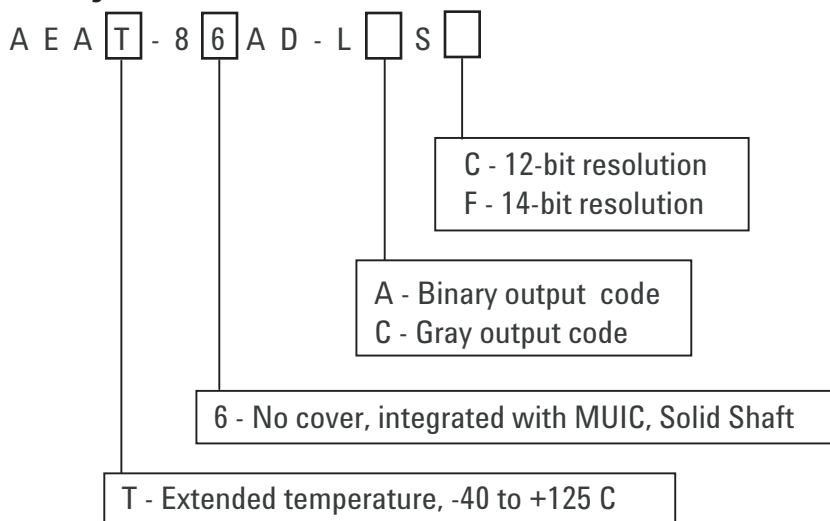 A E A T - 8 6 A D - L S
C - 12-bit resolution
F - 14-bit resolution
A - Binary output code
C - Gray output code
6 - No cover, integrated with MUIC, Solid Shaft
T - Extended temperature, -40 to +125 C